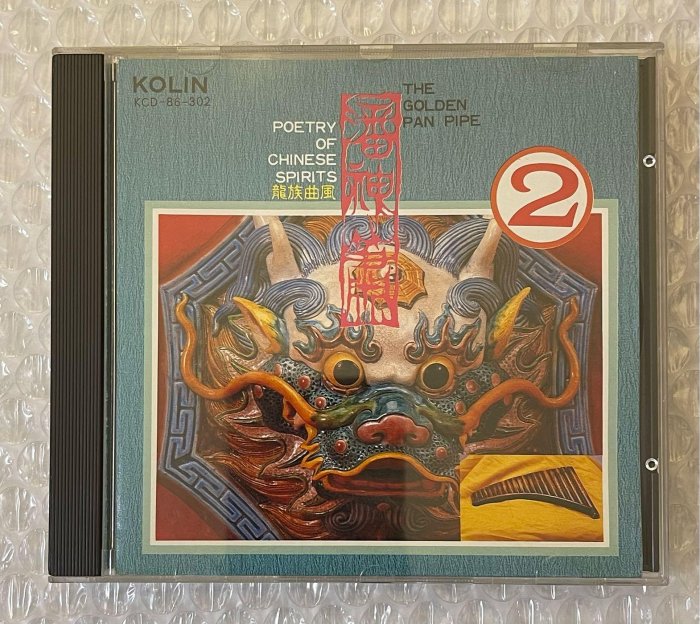 KOLIN
KCD-86-302
THE
GOLDEN
PAN PIPE
POETRY
OF
CHINESE
SPIRITS
龍族曲風
2